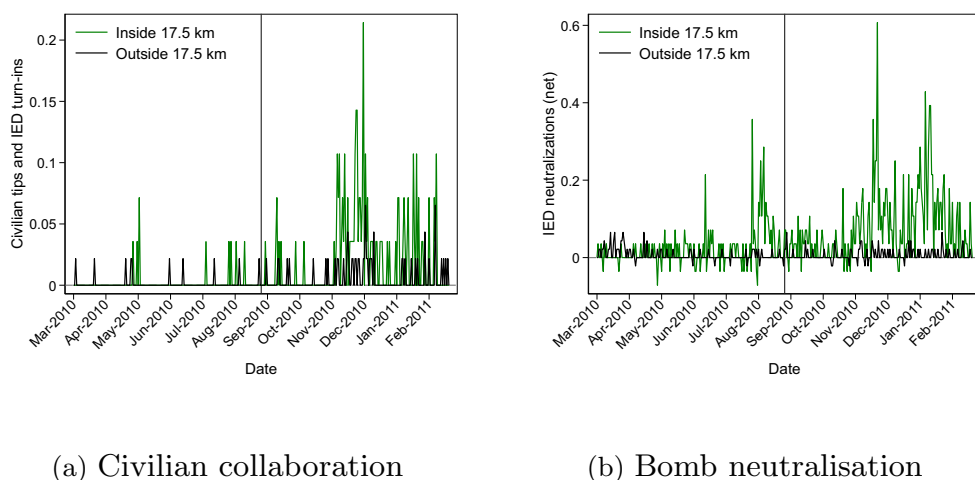 Inside 17.5 km
Outside 17.5 km
Civilian tips and IED turn-ins
0.2
0.15
0.1
0.05
0
Mar-2010
Apr-2010
May-2010
Jun-2010
Jul-2010
Aug-2010
Sep-2010
Oct-2010
Nov-2010
Dec-2010
Jan-2011
Feb-2011
Date
(a) Civilian collaboration
Inside 17.5 km
Outside 17.5 km
IED neutralizations (net)
0.6
0.4
0.2
0
Mar-2010
Apr-2010
May-2010
Jun-2010
Jul-2010
Aug-2010
Sep-2010
Oct-2010
Nov-2010
Dec-2010
Jan-2011
Feb-2011
Date
(b) Bomb neutralisation